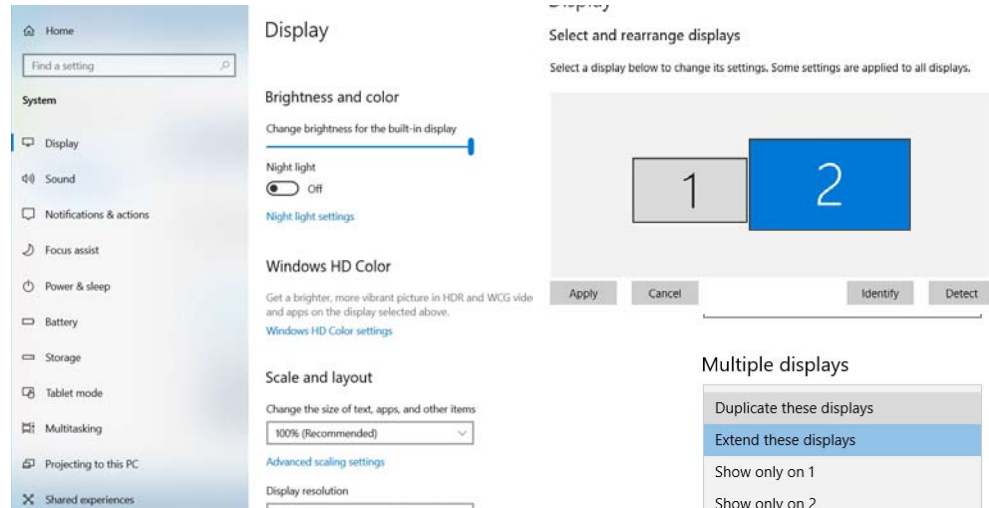 Home
Find a setting
System
Display
Sound
Notifications & actions
Focus assist
Power & sleep
Battery
Storage
Tablet mode
Multitasking
Projecting to this PC
Shared experiences
Display
Brightness and color
Change brightness for the built-in display
Night light
Off
Night light settings
Windows HD Color
Get a brighter, more vibrant picture in HDR and WCG vide
and apps on the display selected above.
Windows HD Color settings
Scale and layout
Change the size of text, apps, and other items
100% (Recommended)
Advanced scaling settings
Display resolution
Display
Select and rearrange displays
Select a display below to change its settings. Some settings are applied to all displays.
1
2
Apply
Cancel
Identify
Detect
Multiple displays
Duplicate these displays
Extend these displays
Show only on 1
Show only on 2